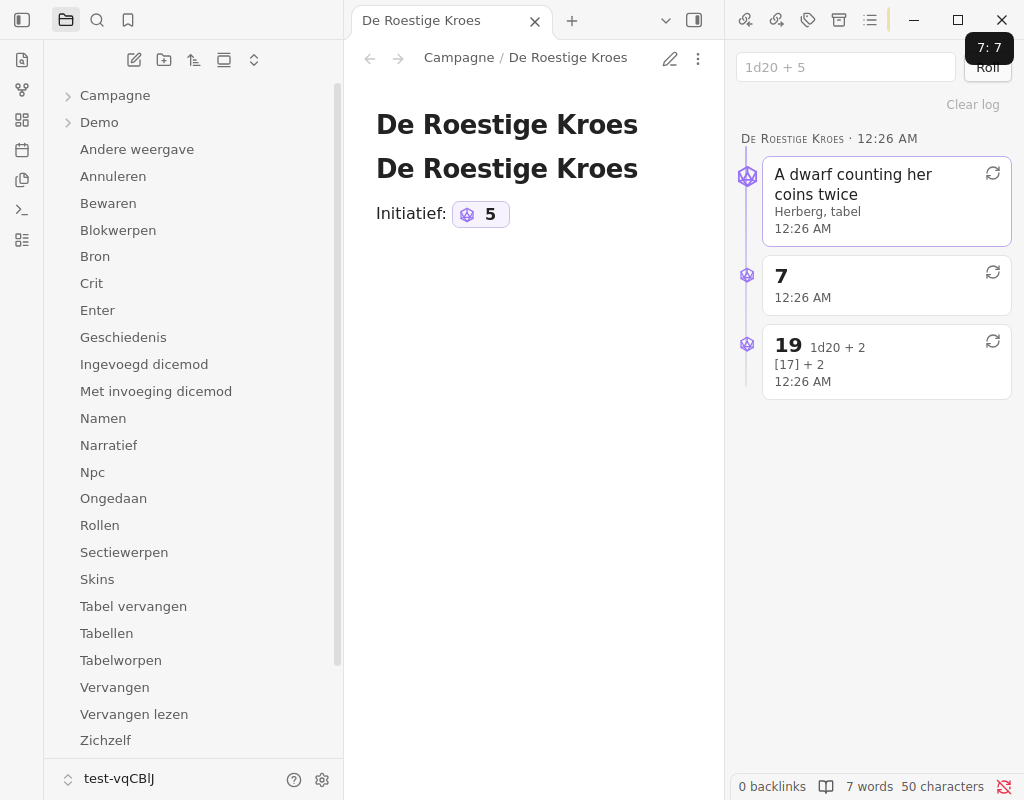 De Roestige Kroes
7: 7
Campagne / De Roestige Kroes
1d20 + 5
Roll
Clear log
Campagne
Demo
Andere weergave
Annuleren
Bewaren
Blokwerpen
Bron
Crit
Enter
Geschiedenis
Ingevoegd dicemod
Met invoeging dicemod
Namen
Narratief
Npc
Ongedaan
Rollen
Sectiewerpen
Skins
Tabel vervangen
Tabellen
Tabelworpen
Vervangen
Vervangen lezen
Zichzelf
test-vqCBlJ
De Roestige Kroes
De Roestige Kroes
Initiatief: 5
De Roestige Kroes · 12:26 AM
A dwarf counting her
coins twice
Herberg, tabel
12:26 AM
7
12:26 AM
19 1d20 + 2
[17] + 2
12:26 AM
0 backlinks 7 words 50 characters